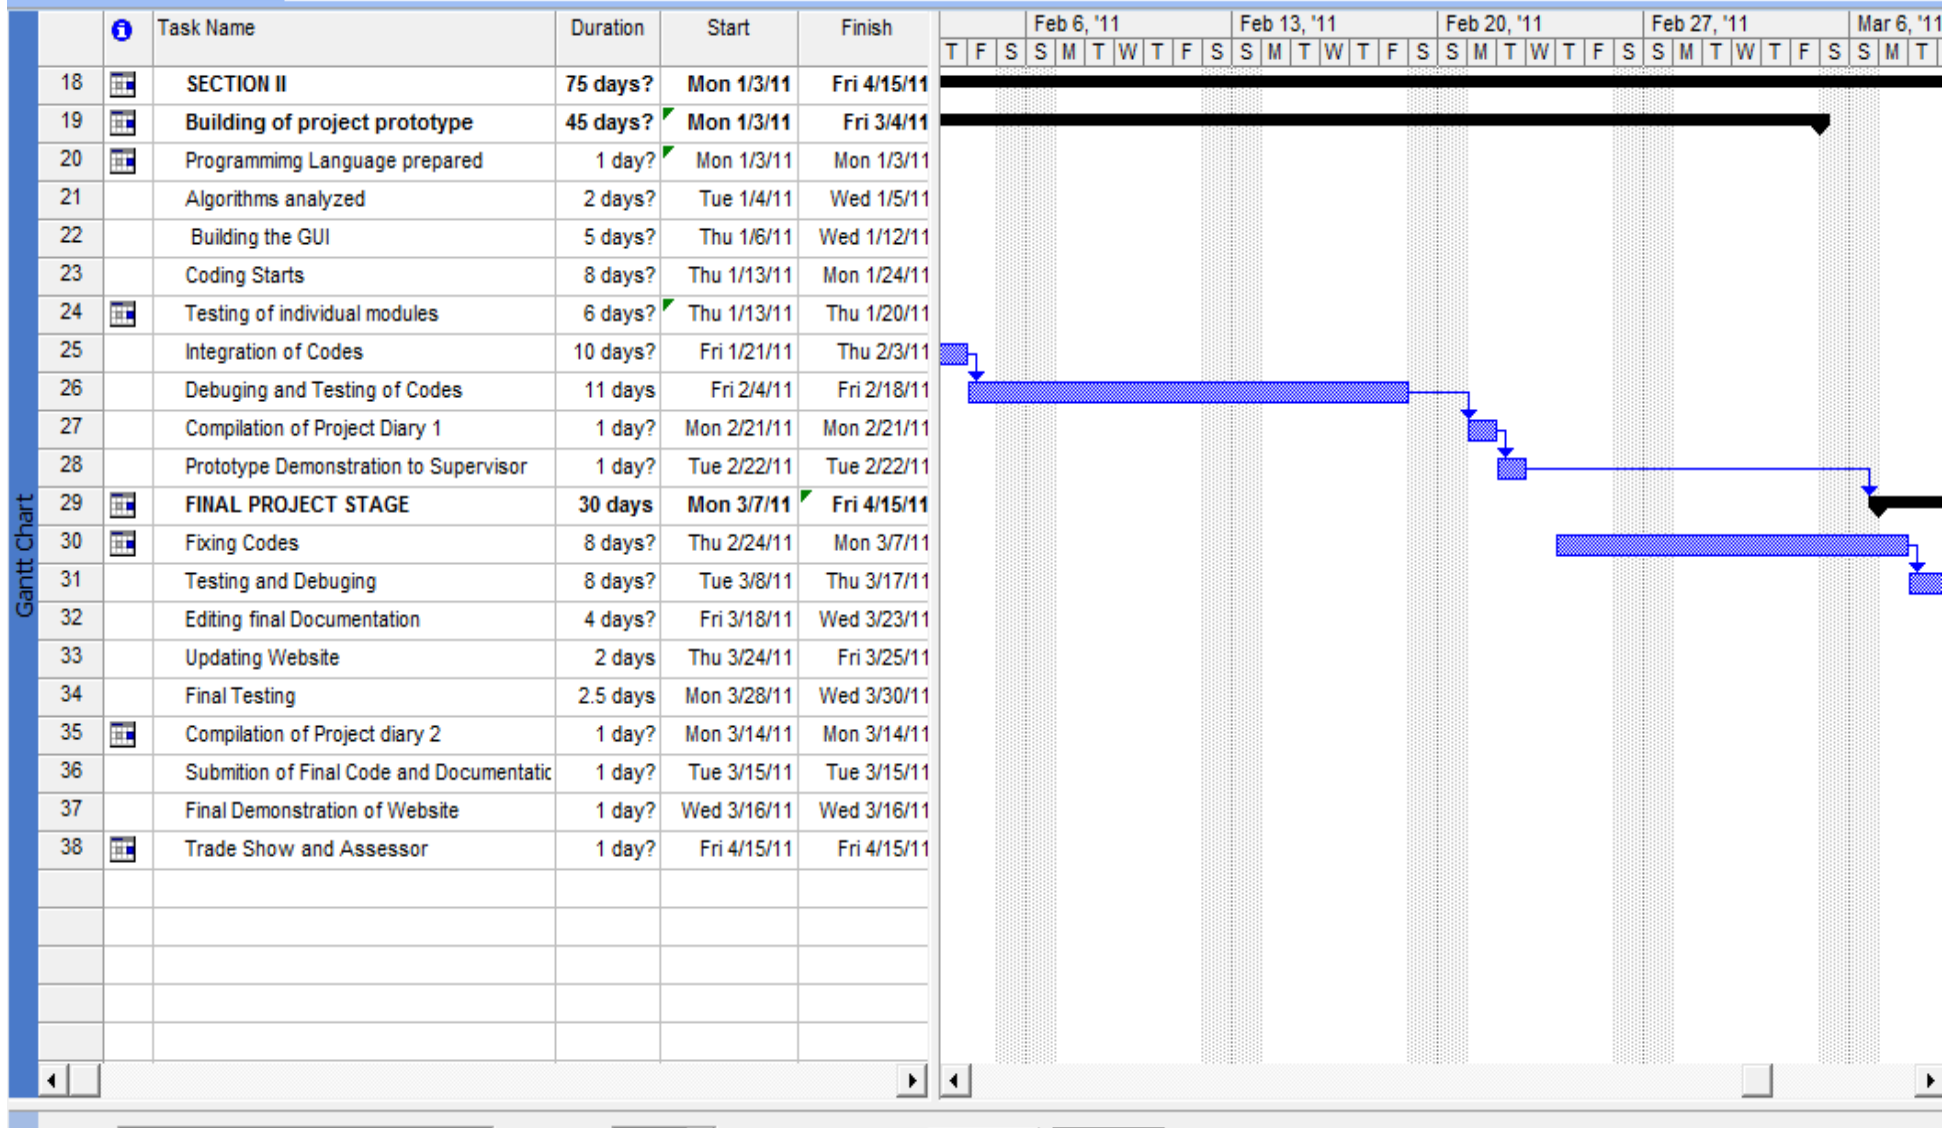 Task Name Duration Start Finish Feb 6, '11 Feb 13, '11 Feb 20, '11 Feb 27, '11 Mar 6, '11
T F S S M T W T F S S M T W T F S S M T W T F S S M T W T F S S M T
18 SECTION II 75 days? Mon 1/3/11 Fri 4/15/11
19 Building of project prototype 45 days? Mon 1/3/11 Fri 3/4/11
20 Programmimg Language prepared 1 day? Mon 1/3/11 Mon 1/3/11
21 Algorithms analyzed 2 days? Tue 1/4/11 Wed 1/5/11
22 Building the GUI 5 days? Thu 1/6/11 Wed 1/12/11
23 Coding Starts 8 days? Thu 1/13/11 Mon 1/24/11
24 Testing of individual modules 6 days? Thu 1/13/11 Thu 1/20/11
25 Integration of Codes 10 days? Fri 1/21/11 Thu 2/3/11
26 Debuging and Testing of Codes 11 days Fri 2/4/11 Fri 2/18/11
27 Compilation of Project Diary 1 1 day? Mon 2/21/11 Mon 2/21/11
28 Prototype Demonstration to Supervisor 1 day? Tue 2/22/11 Tue 2/22/11
29 FINAL PROJECT STAGE 30 days Mon 3/7/11 Fri 4/15/11
30 Fixing Codes 8 days? Thu 2/24/11 Mon 3/7/11
31 Testing and Debuging 8 days? Tue 3/8/11 Thu 3/17/11
32 Editing final Documentation 4 days? Fri 3/18/11 Wed 3/23/11
33 Updating Website 2 days Thu 3/24/11 Fri 3/25/11
34 Final Testing 2.5 days Mon 3/28/11 Wed 3/30/11
35 Compilation of Project diary 2 1 day? Mon 3/14/11 Mon 3/14/11
36 Submition of Final Code and Documentatic 1 day? Tue 3/15/11 Tue 3/15/11
37 Final Demonstration of Website 1 day? Wed 3/16/11 Wed 3/16/11
38 Trade Show and Assessor 1 day? Fri 4/15/11 Fri 4/15/11
Gantt Chart